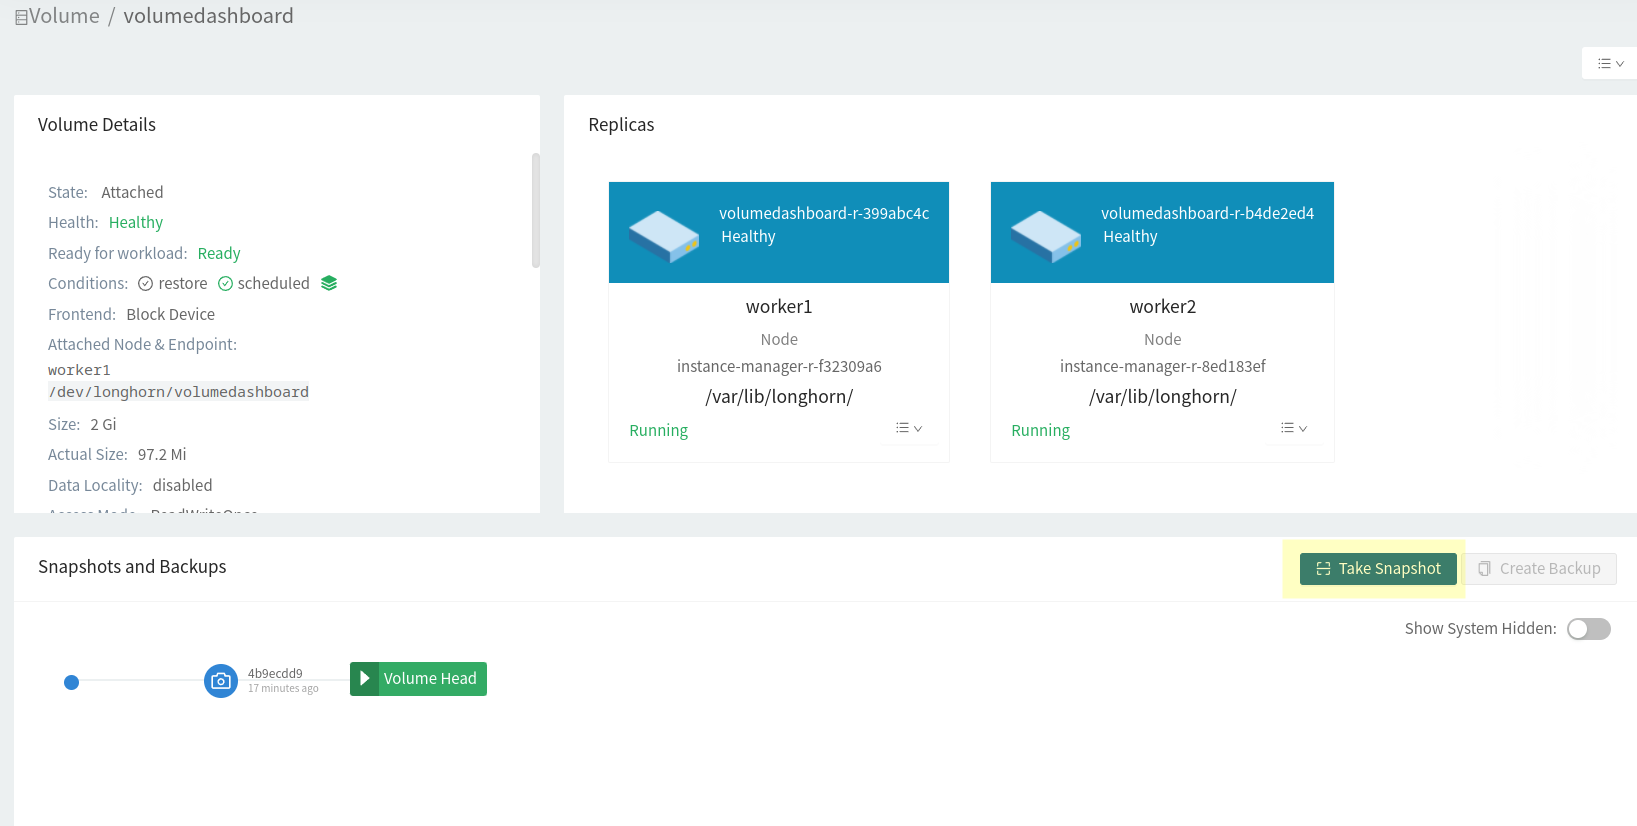 Volume / volumedashboard
Volume Details
State: Attached
Health: Healthy
Ready for workload: Ready
Conditions: restore scheduled
Frontend: Block Device
Attached Node & Endpoint:
worker1
/dev/longhorn/volumedashboard
Size: 2 Gi
Actual Size: 97.2 Mi
Data Locality: disabled
Access Mode: ReadWriteOnce
Replicas
volumedashboard-r-399abc4c
Healthy
worker1
Node
instance-manager-r-f32309a6
/var/lib/longhorn/
Running
volumedashboard-r-b4de2ed4
Healthy
worker2
Node
instance-manager-r-8ed183ef
/var/lib/longhorn/
Running
Snapshots and Backups
Take Snapshot
Create Backup
Show System Hidden:
4b9ecdd9
17 minutes ago
Volume Head